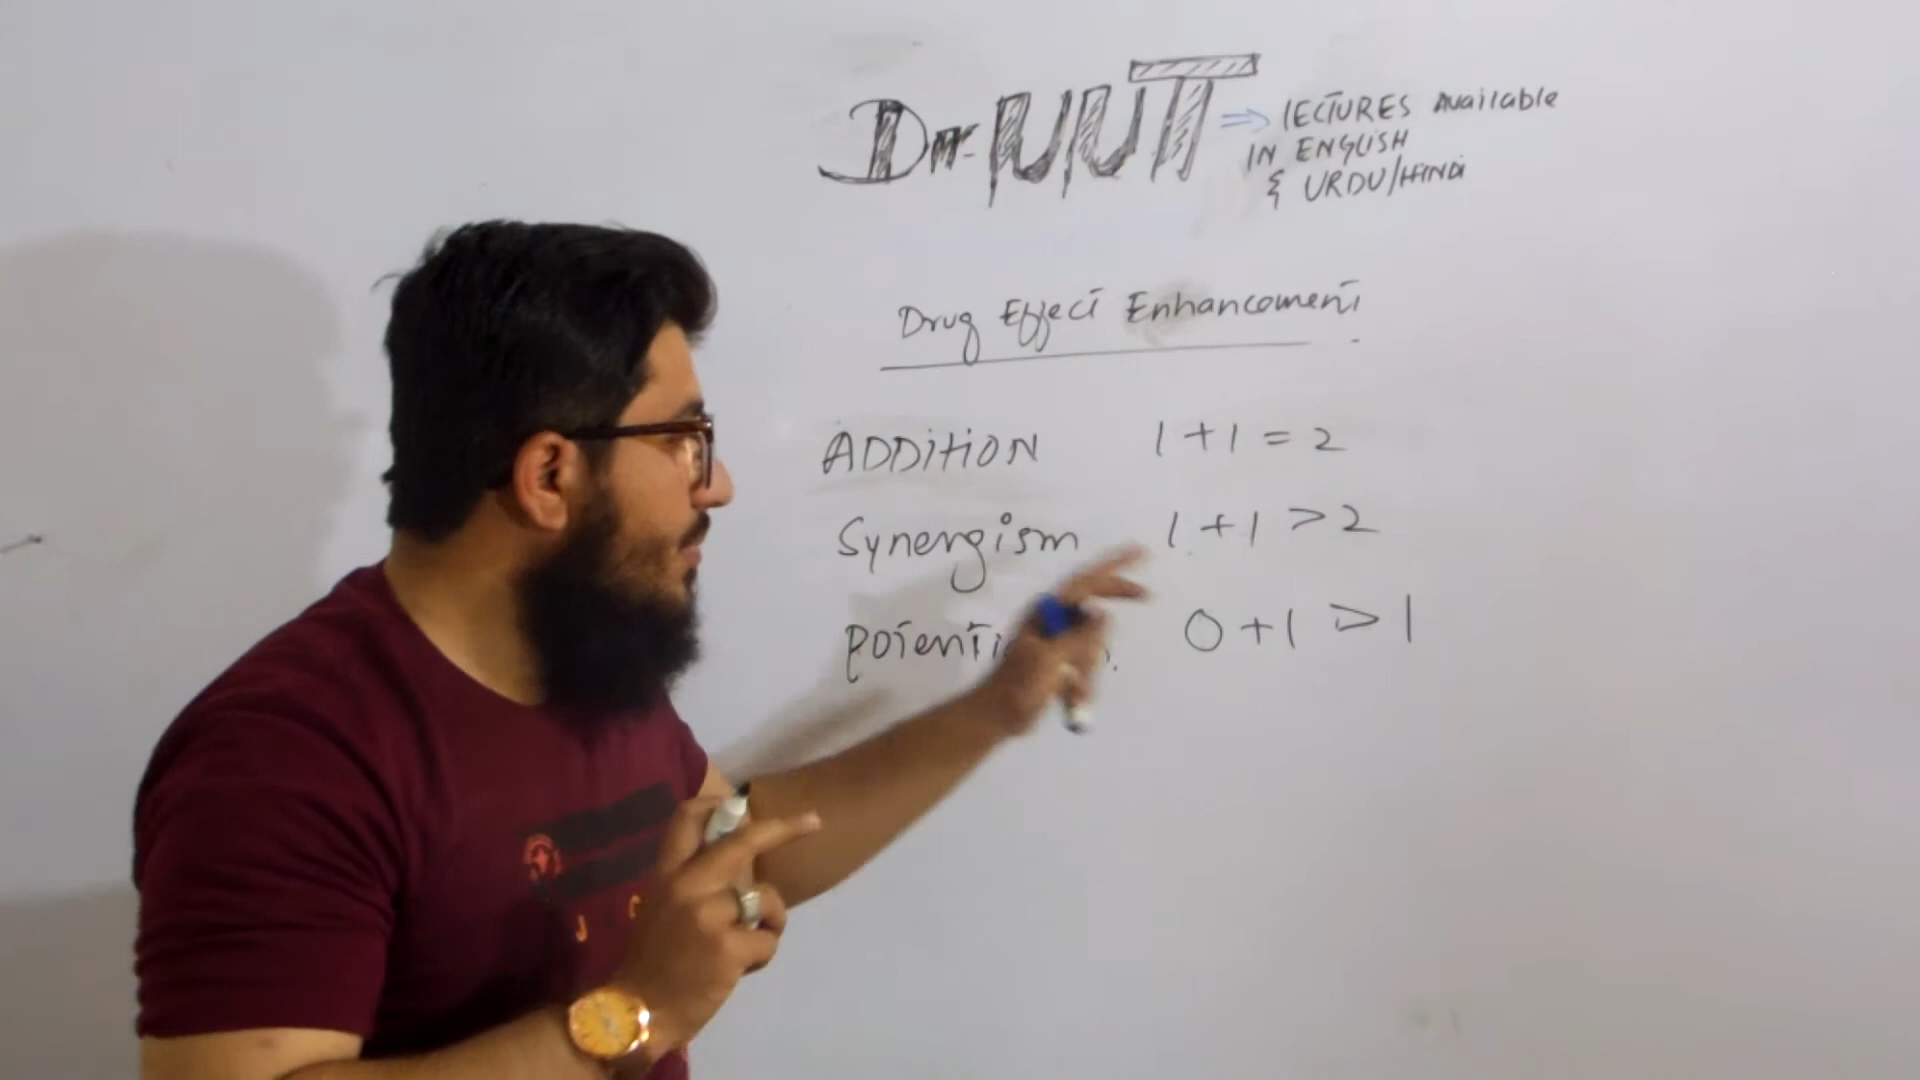 Dr. UUT ⇒ LECTURES Available
IN ENGLISH
& URDU/HINDI
Drug Effect Enhancement.
ADDITION 1 + 1 = 2
Synergism 1 + 1 > 2
0 + 1 > 1